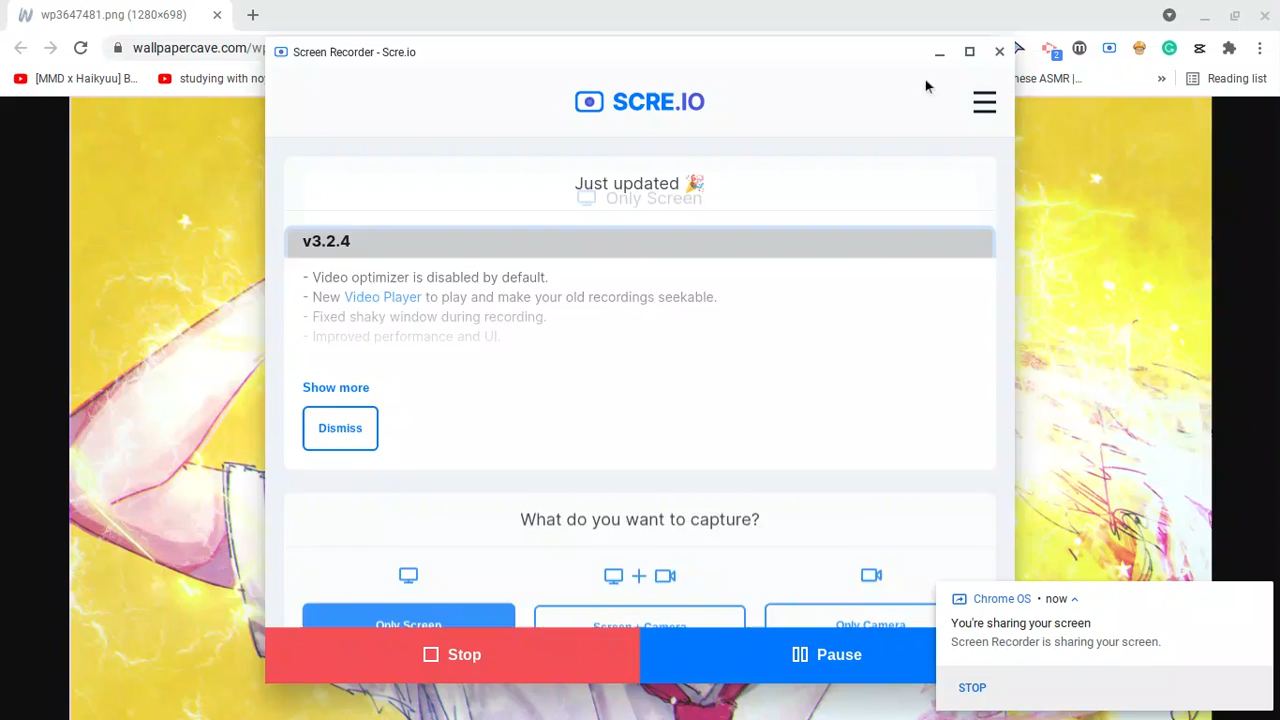 wp3647481.png (1280×698)
wallpapercave.com/wp
2
[MMD x Haikyuu] B...
studying with no
nese ASMR |...
»
Reading list
Screen Recorder - Scre.io
SCRE.IO
Just updated 🎉
Only Screen
v3.2.4
- Video optimizer is disabled by default.
- New Video Player to play and make your old recordings seekable.
- Fixed shaky window during recording.
- Improved performance and UI.
Show more
Dismiss
What do you want to capture?
Only Screen
Screen + Camera
Only Camera
Stop
Pause
Chrome OS • now
You're sharing your screen
Screen Recorder is sharing your screen.
STOP